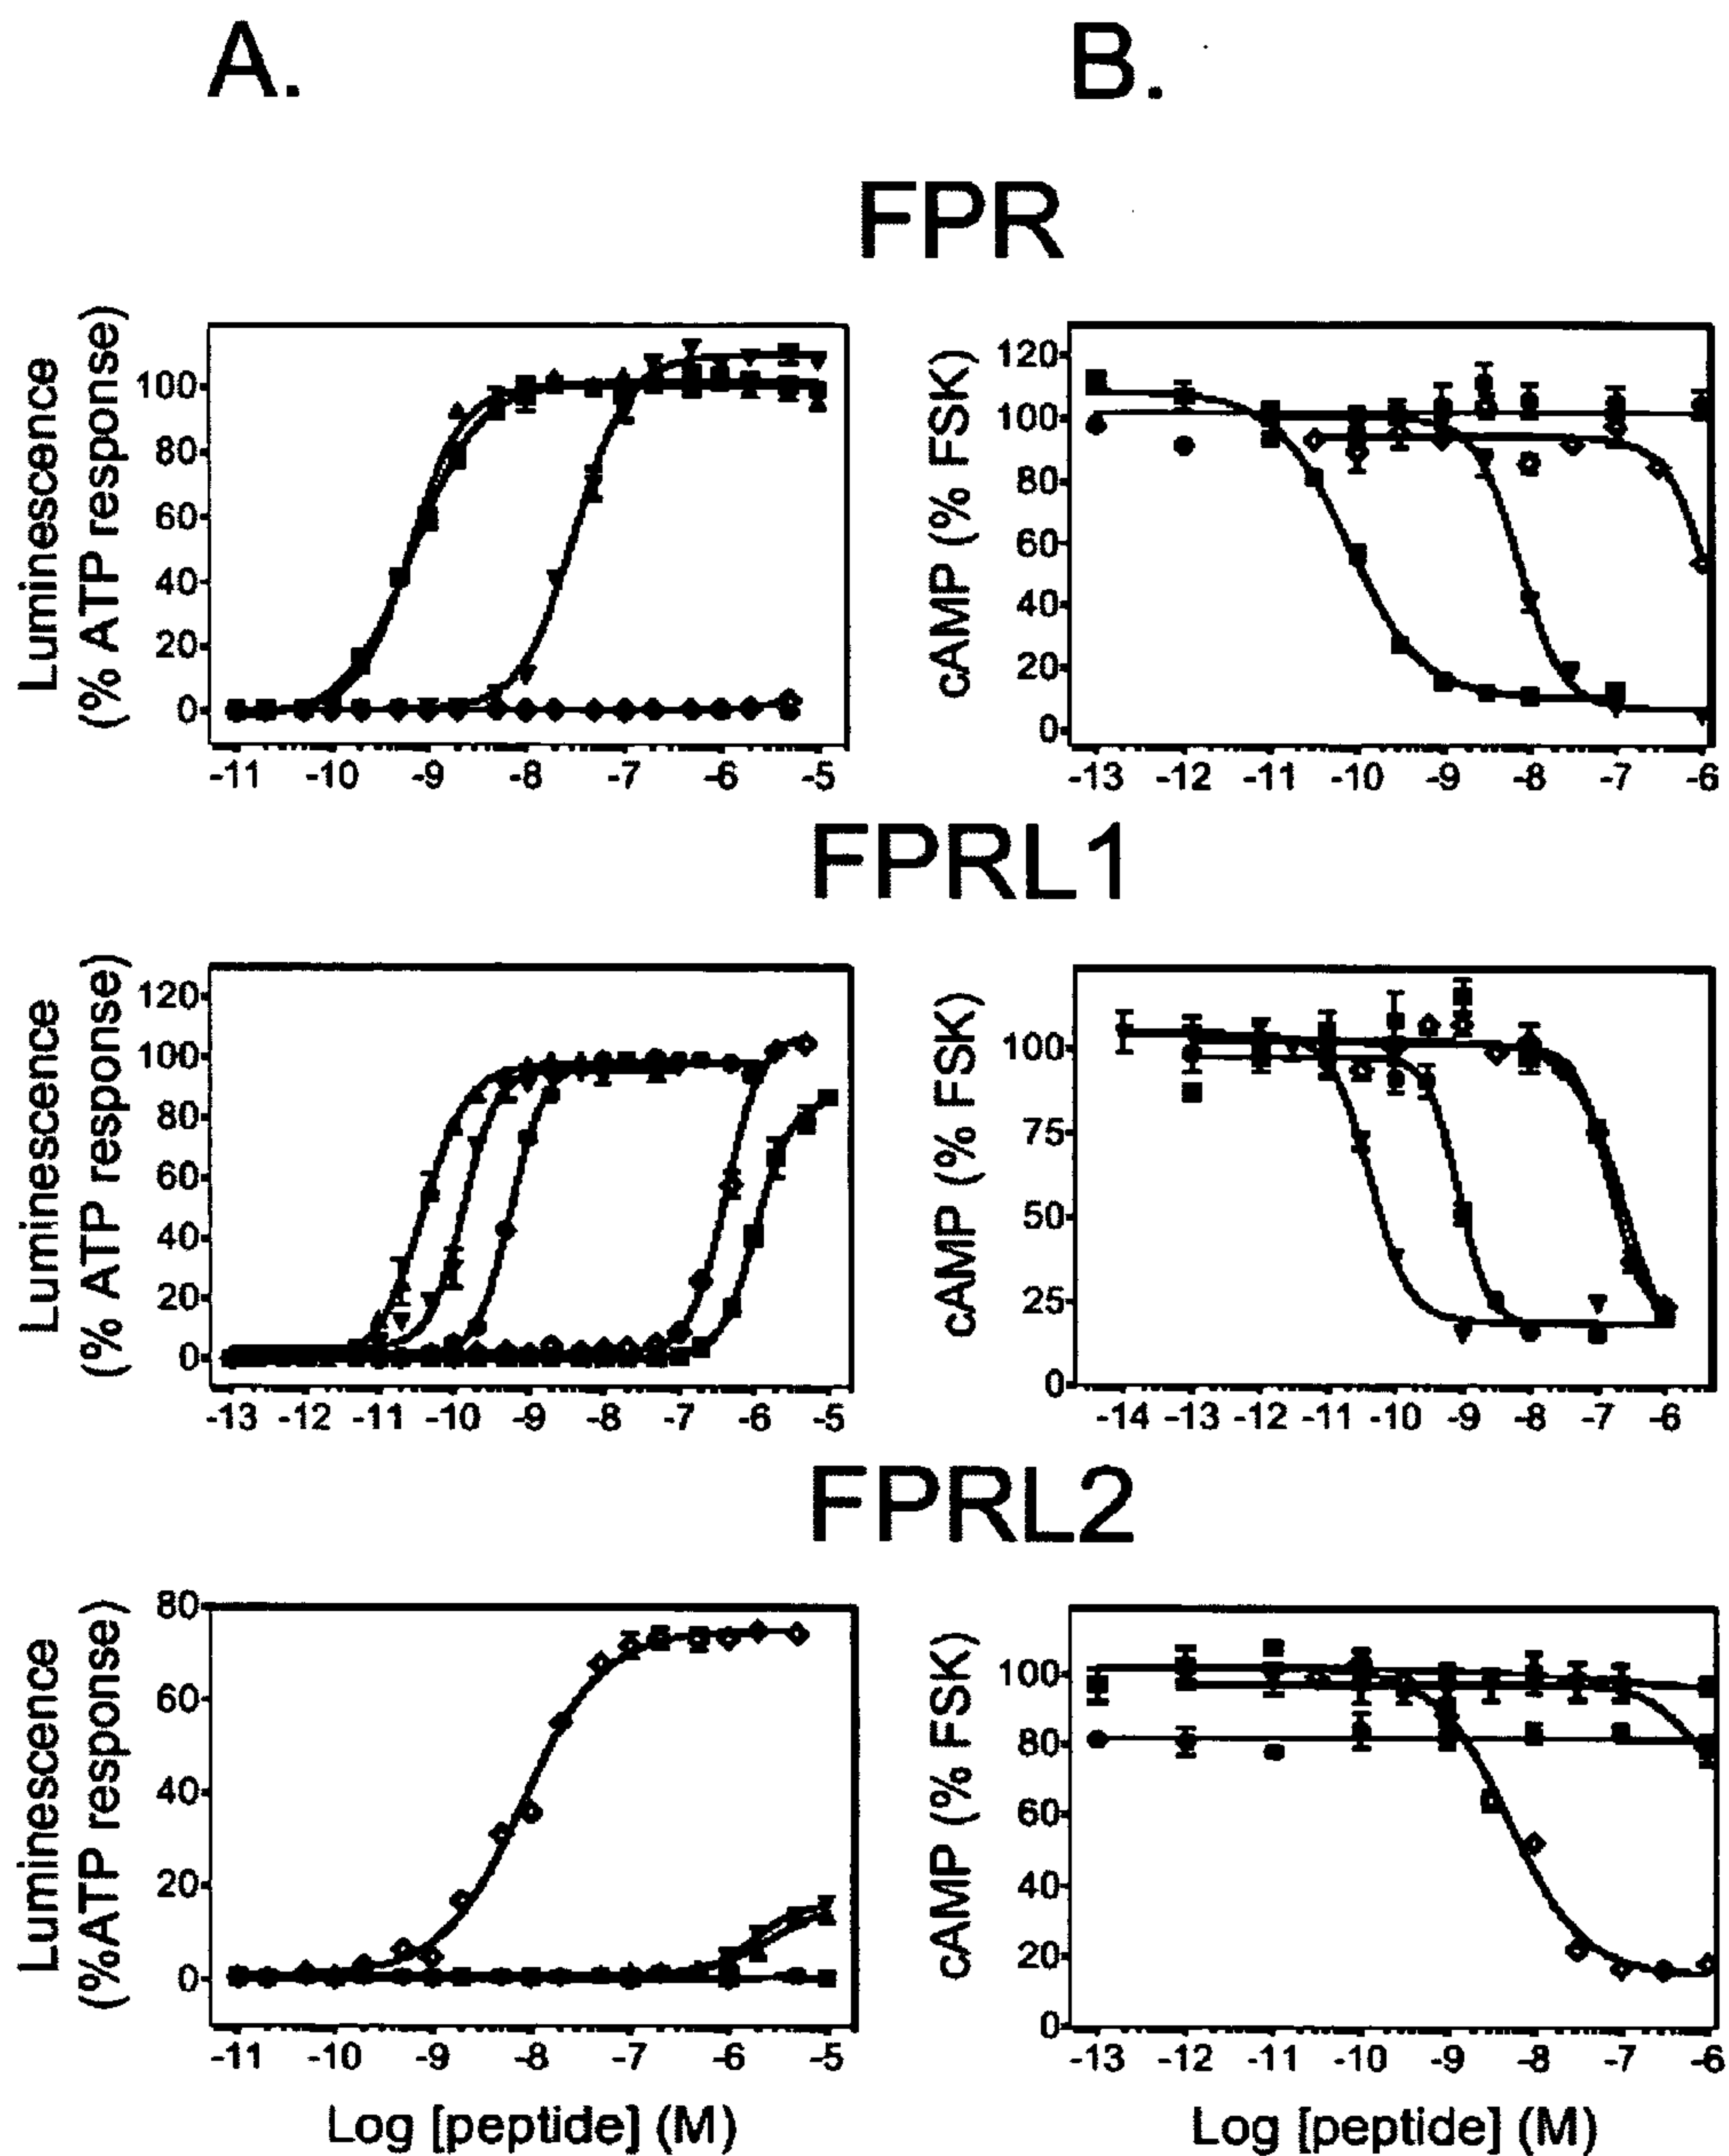 A.
B.
FPR
Luminescence
(% ATP response)
100
80
60
40
20
0
-11 -10 -9 -8 -7 -6 -5
cAMP (% FSK)
120
100
80
60
40
20
0
-13 -12 -11 -10 -9 -8 -7 -6
FPRL1
Luminescence
(% ATP response)
120
100
80
60
40
20
0
-13 -12 -11 -10 -9 -8 -7 -6 -5
cAMP (% FSK)
100
75
50
25
0
-14 -13 -12 -11 -10 -9 -8 -7 -6
FPRL2
Luminescence
(%ATP response)
80
60
40
20
0
-11 -10 -9 -8 -7 -6 -5
Log [peptide] (M)
cAMP (% FSK)
100
80
60
40
20
0
-13 -12 -11 -10 -9 -8 -7 -6
Log [peptide] (M)